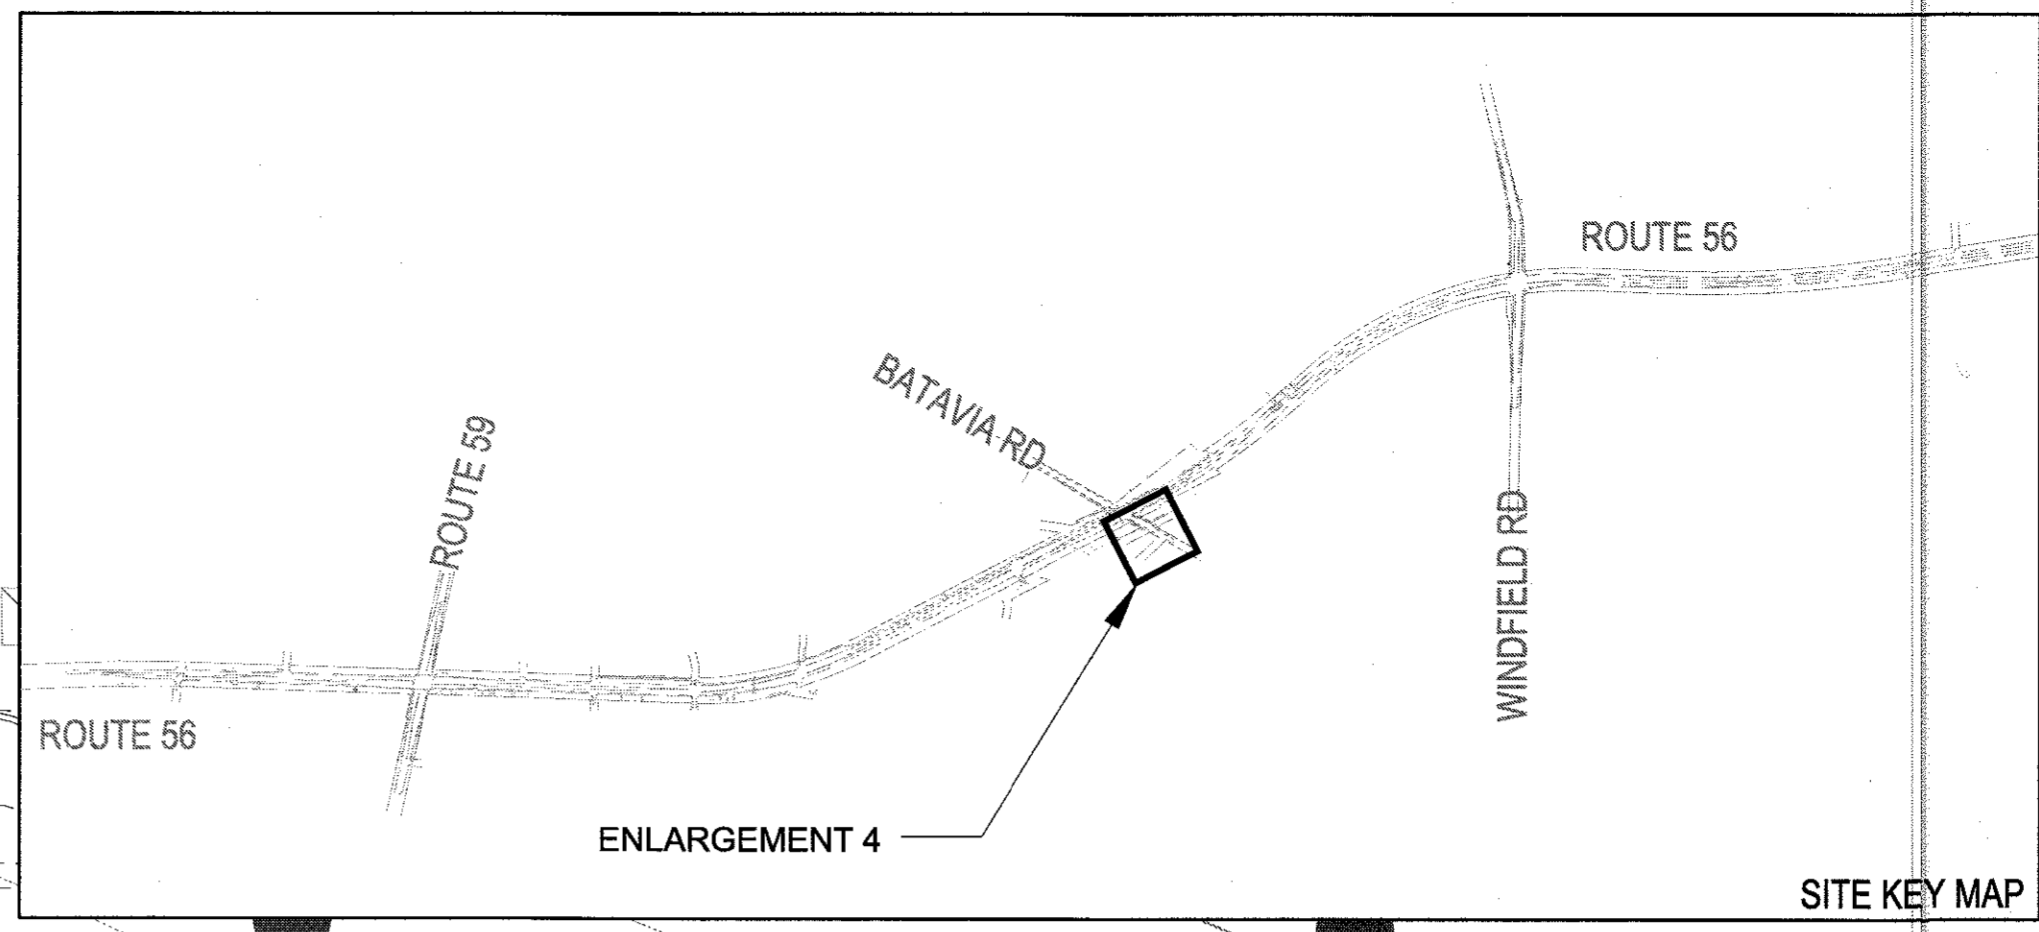 ROUTE 56
BATAVIA RD
ROUTE 59
WINDFIELD RD
ROUTE 56
ENLARGEMENT 4
SITE KEY MAP